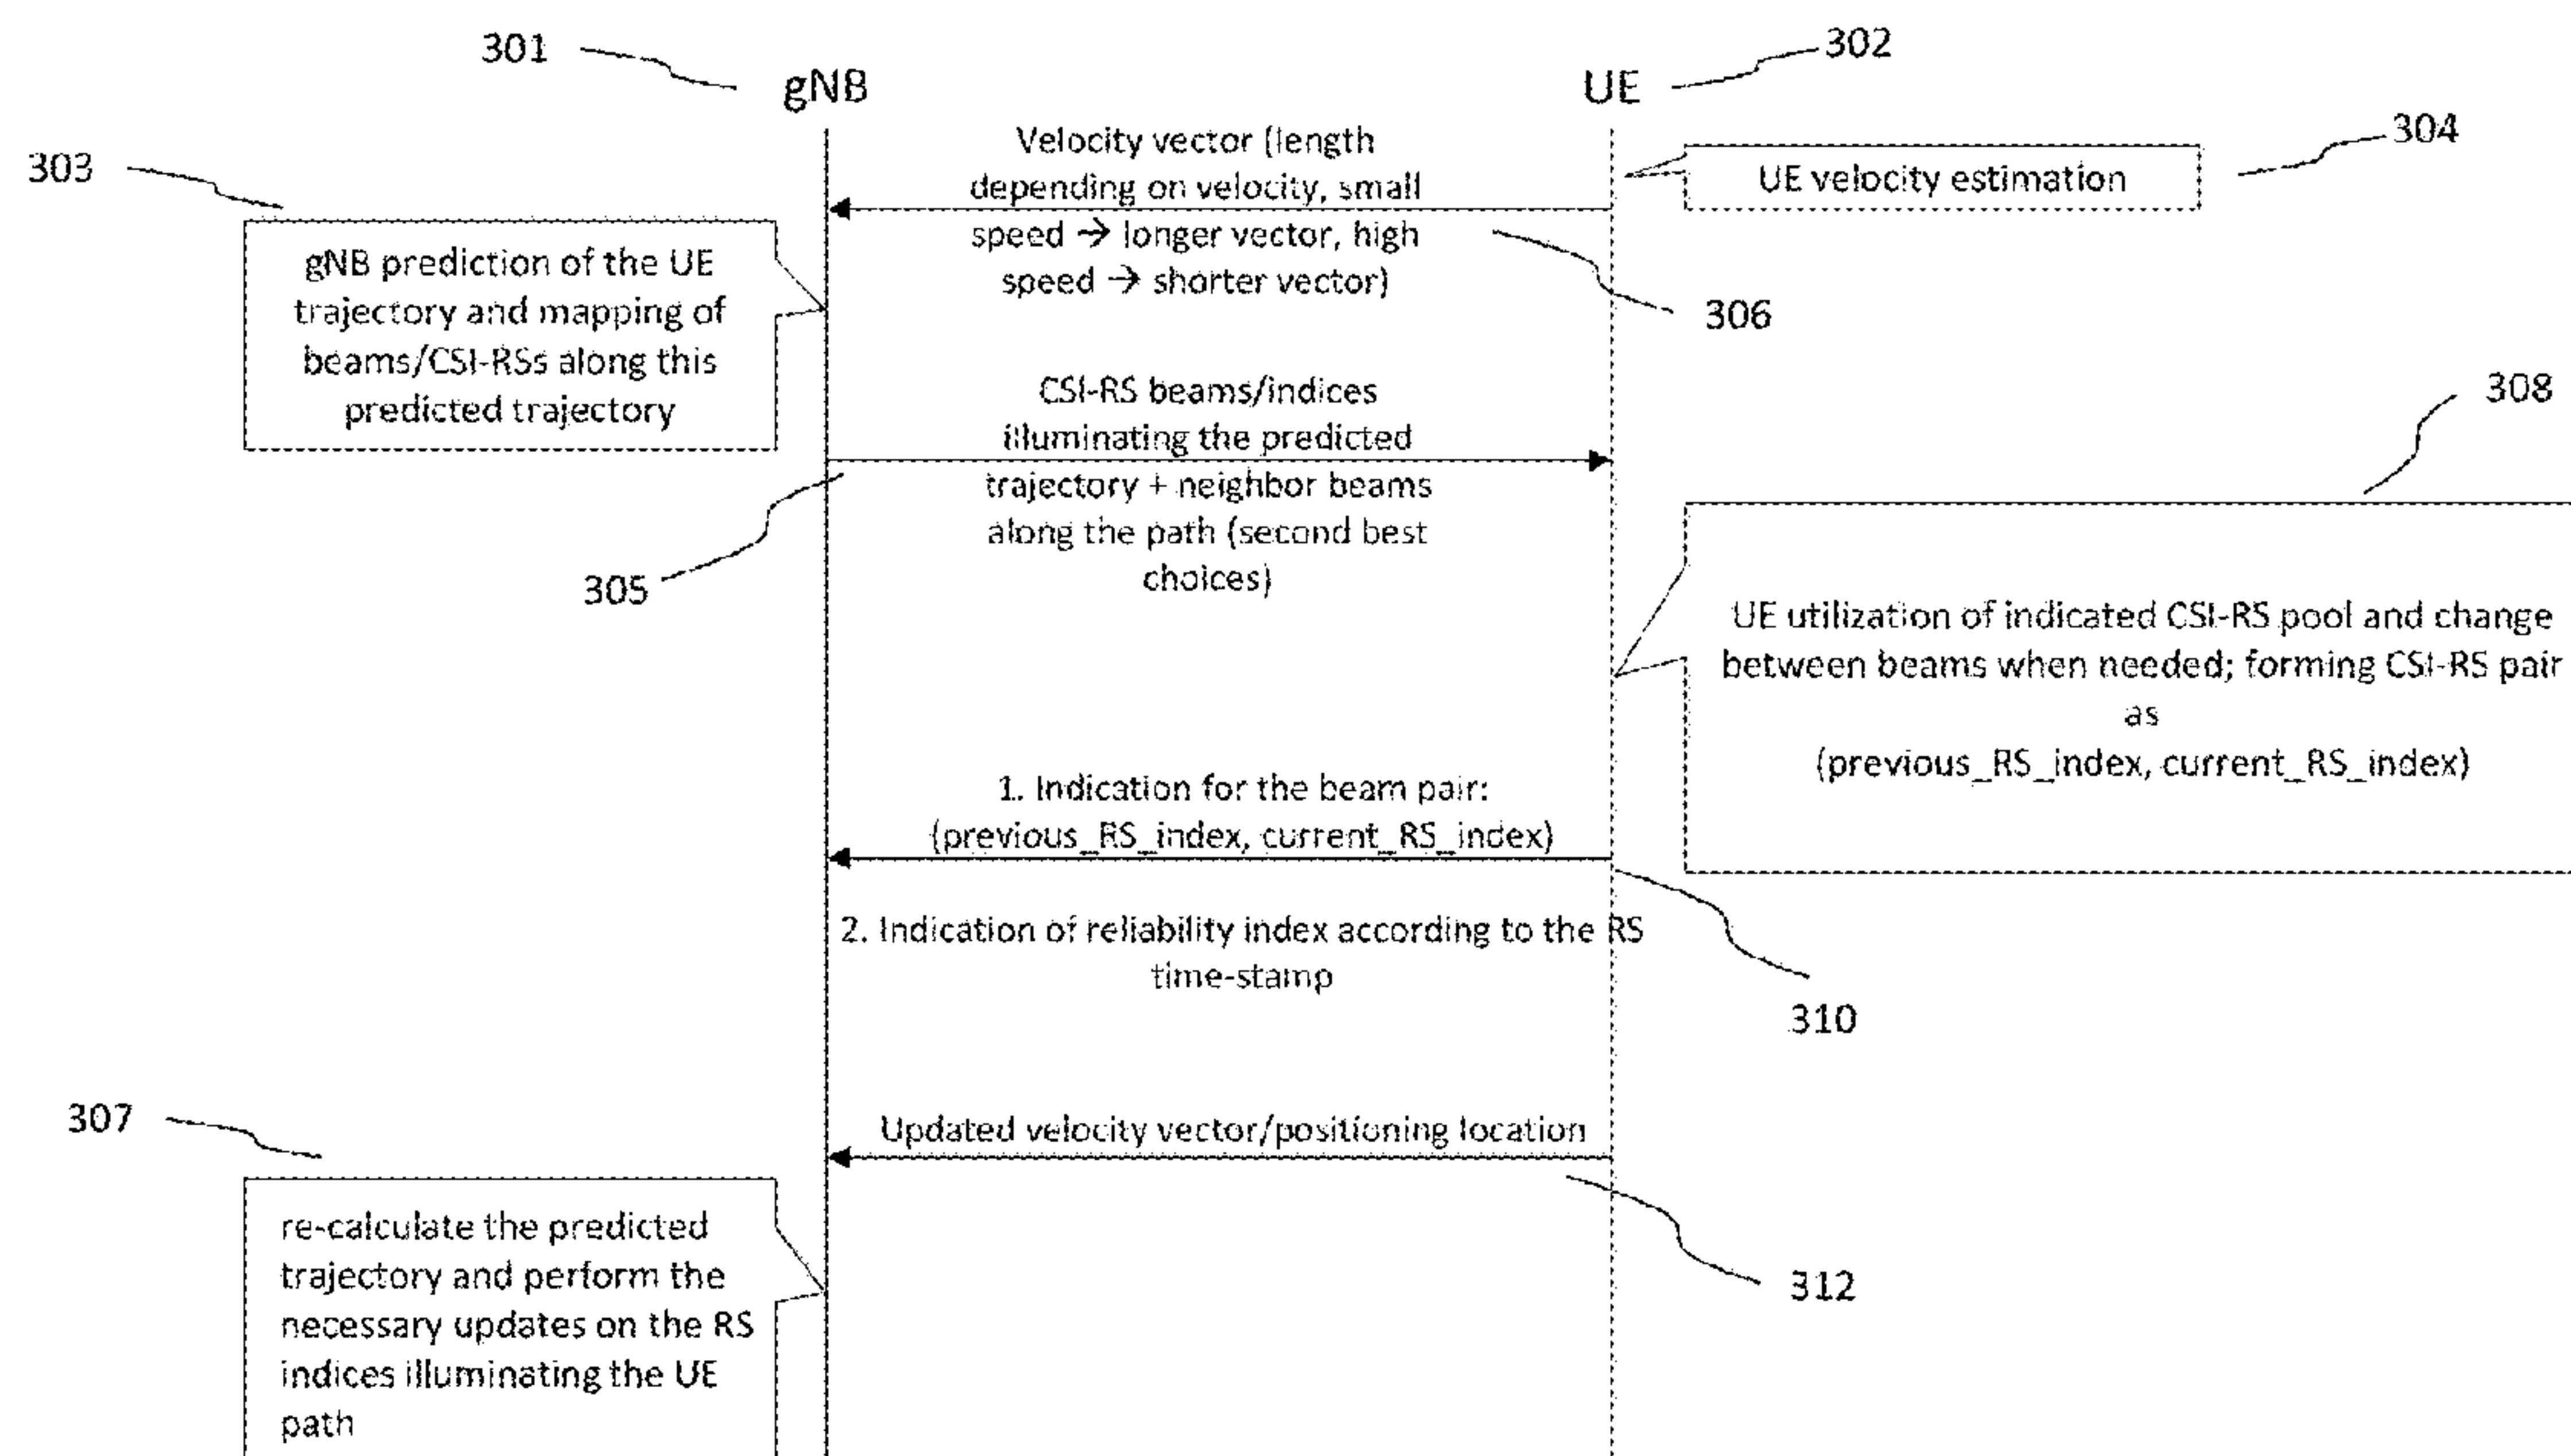 301
302
gNB
UE
304
303
Velocity vector (length
depending on velocity, small
speed → longer vector, high
speed → shorter vector)
UE velocity estimation
306
gNB prediction of the UE
trajectory and mapping of
beams/CSI-RSs along this
predicted trajectory
CSI-RS beams/indices
illuminating the predicted
trajectory + neighbor beams
along the path (second best
choices)
305
308
UE utilization of indicated CSI-RS pool and change
between beams when needed; forming CSI-RS pair
as
(previous_RS_index, current_RS_index)
1. Indication for the beam pair:
(previous_RS_index, current_RS_index)
2. Indication of reliability index according to the RS
time-stamp
310
307
Updated velocity vector/positioning location
re-calculate the predicted
trajectory and perform the
necessary updates on the RS
indices illuminating the UE
path
312